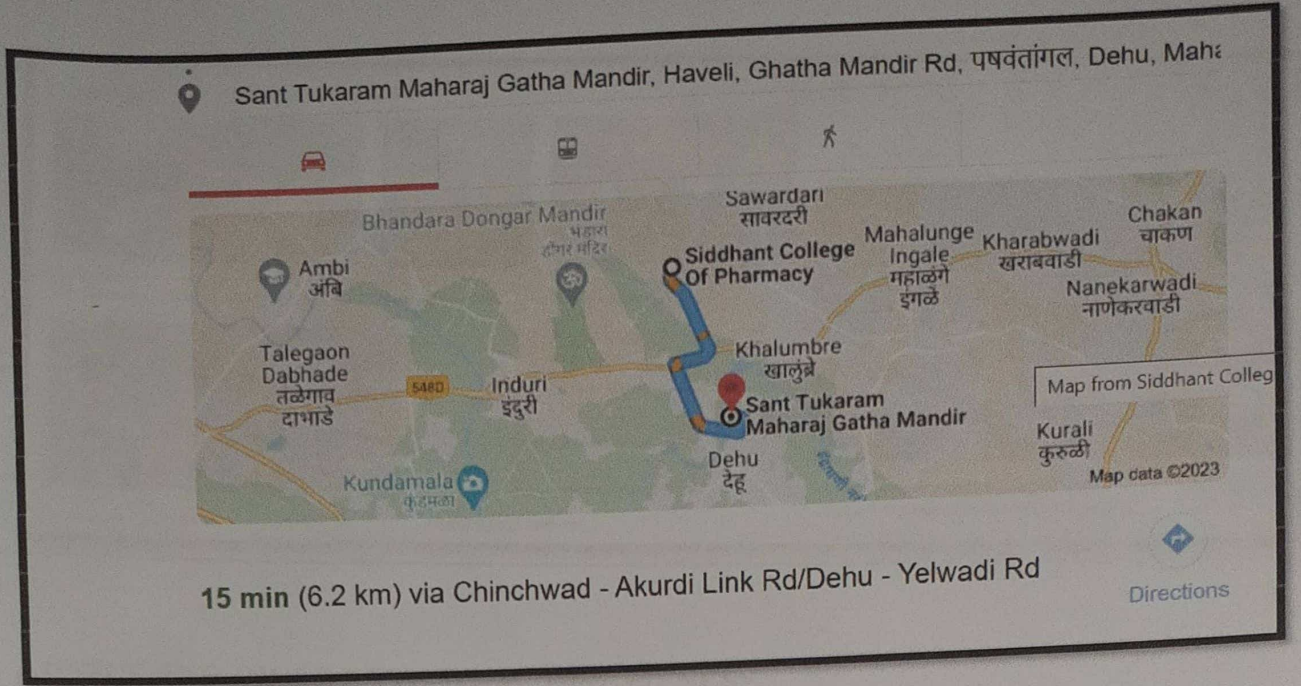 Sant Tukaram Maharaj Gatha Mandir, Haveli, Ghatha Mandir Rd, पषवंतांगल, Dehu, Maha
Sawardari
सावरदरी
Bhandara Dongar Mandir
भंडारा
डोंगर मंदिर
Chakan
चाकण
Mahalunge
Ingale
महाळुंगे
इंगळे
Kharabwadi
खराबवाडी
Siddhant College
Of Pharmacy
Ambi
अंबि
Nanekarwadi
नाणेकरवाडी
Talegaon
Dabhade
तळेगाव
दाभाडे
548D
Induri
इंदुरी
Khalumbre
खालुंब्रे
Map from Siddhant Colleg
Sant Tukaram
Maharaj Gatha Mandir
Kurali
कुरुळी
Dehu
देहू
Kundamala
कुंडमळा
Map data ©2023
15 min (6.2 km) via Chinchwad - Akurdi Link Rd/Dehu - Yelwadi Rd
Directions